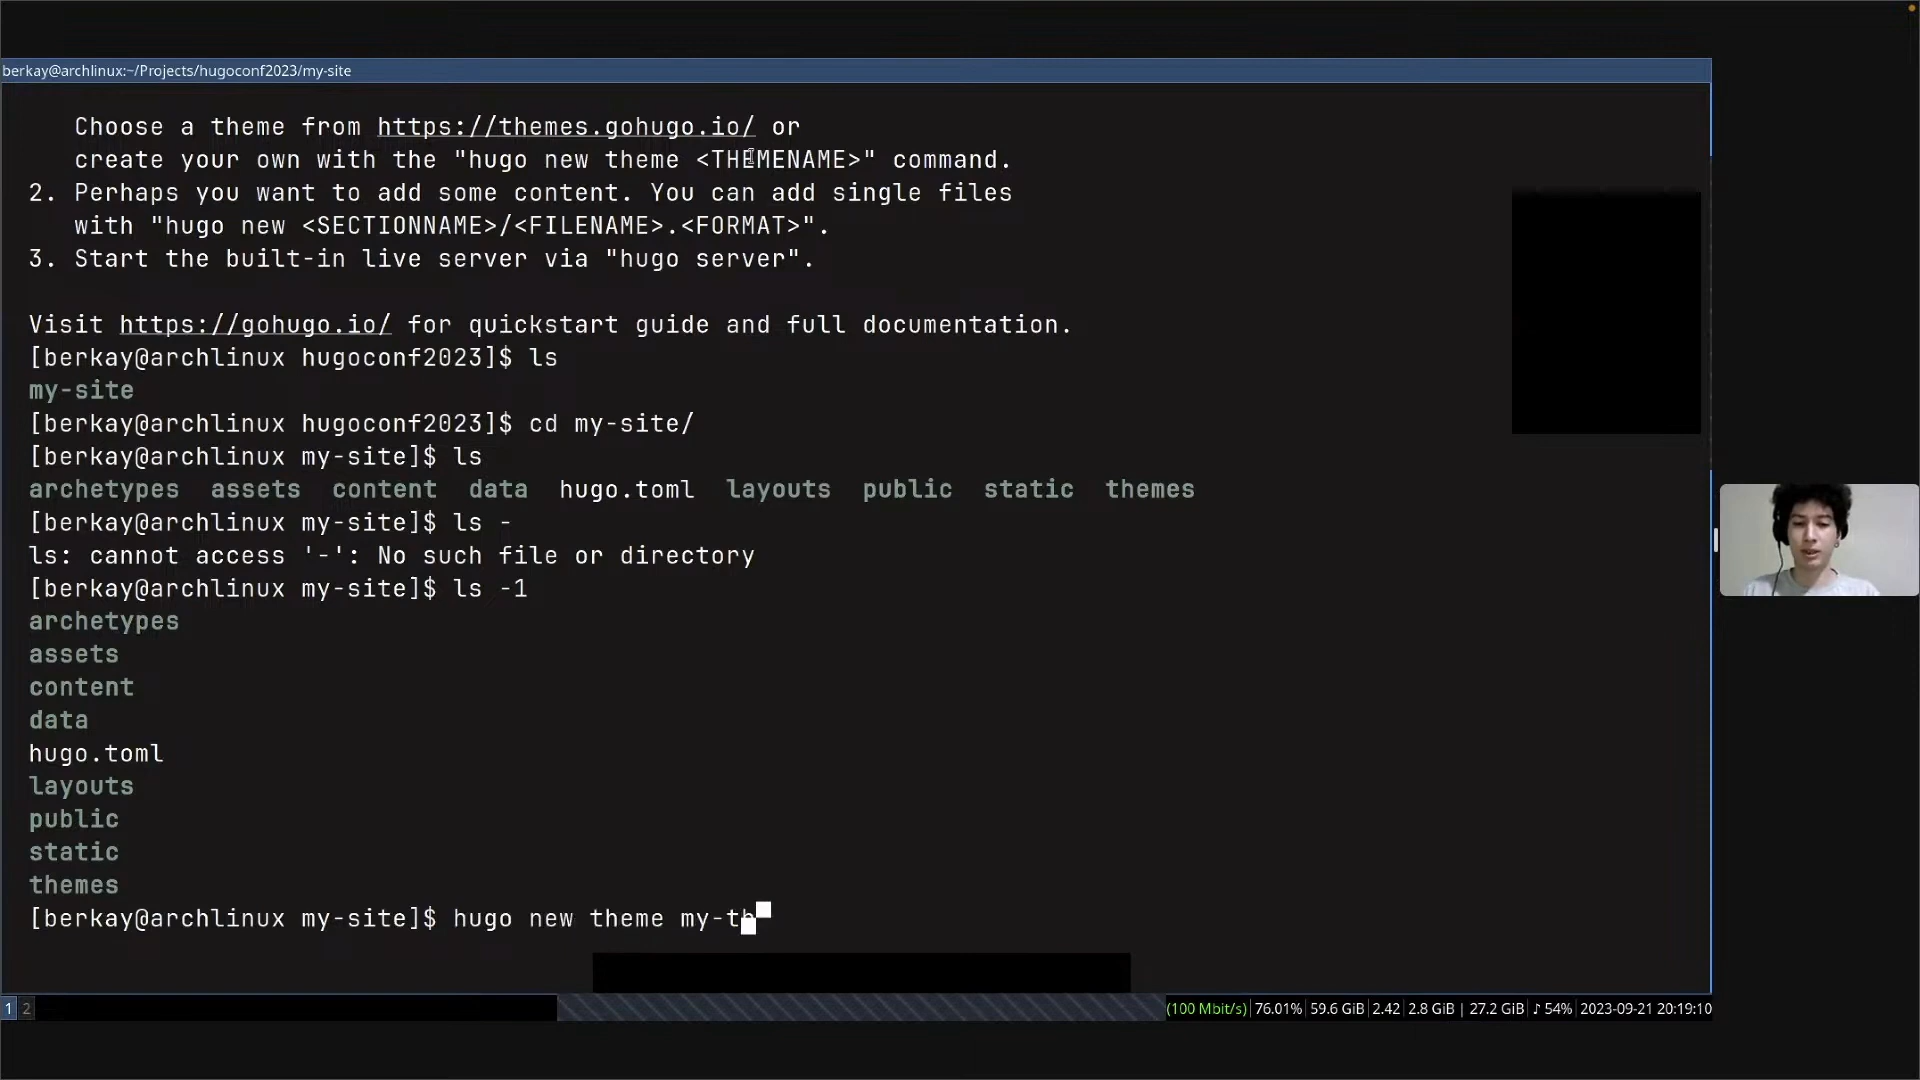 berkay@archlinux:~/Projects/hugoconf2023/my-site
Choose a theme from https://themes.gohugo.io/ or
create your own with the "hugo new theme <THEMENAME>" command.
2. Perhaps you want to add some content. You can add single files
with "hugo new <SECTIONNAME>/<FILENAME>.<FORMAT>".
3. Start the built-in live server via "hugo server".
Visit https://gohugo.io/ for quickstart guide and full documentation.
[berkay@archlinux hugoconf2023]$ ls
my-site
[berkay@archlinux hugoconf2023]$ cd my-site/
[berkay@archlinux my-site]$ ls
archetypes assets content data hugo.toml layouts public static themes
[berkay@archlinux my-site]$ ls -
ls: cannot access '-': No such file or directory
[berkay@archlinux my-site]$ ls -1
archetypes
assets
content
data
hugo.toml
layouts
public
static
themes
[berkay@archlinux my-site]$ hugo new theme my-th
1 2 (100 Mbit/s) 76.01% 59.6 GiB 2.42 2.8 GiB | 27.2 GiB ♪ 54% 2023-09-21 20:19:10